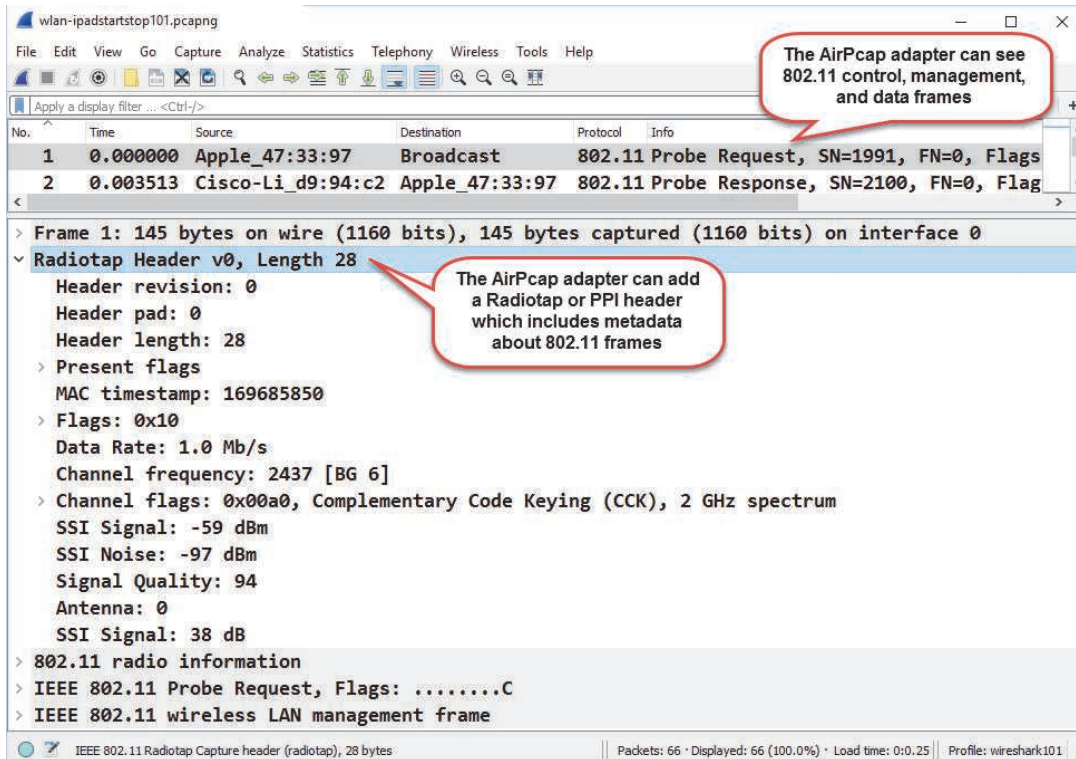 wlan-ipadstartstop101.pcapng
File Edit View Go Capture Analyze Statistics Telephony Wireless Tools Help
The AirPcap adapter can see
802.11 control, management,
and data frames
Apply a display filter ... <Ctrl-/>
No. Time Source Destination Protocol Info
1 0.000000 Apple_47:33:97 Broadcast 802.11 Probe Request, SN=1991, FN=0, Flags
2 0.003513 Cisco-Li_d9:94:c2 Apple_47:33:97 802.11 Probe Response, SN=2100, FN=0, Flag
Frame 1: 145 bytes on wire (1160 bits), 145 bytes captured (1160 bits) on interface 0
Radiotap Header v0, Length 28
The AirPcap adapter can add
a Radiotap or PPI header
which includes metadata
about 802.11 frames
Header revision: 0
Header pad: 0
Header length: 28
Present flags
MAC timestamp: 169685850
Flags: 0x10
Data Rate: 1.0 Mb/s
Channel frequency: 2437 [BG 6]
Channel flags: 0x00a0, Complementary Code Keying (CCK), 2 GHz spectrum
SSI Signal: -59 dBm
SSI Noise: -97 dBm
Signal Quality: 94
Antenna: 0
SSI Signal: 38 dB
802.11 radio information
IEEE 802.11 Probe Request, Flags: ........C
IEEE 802.11 wireless LAN management frame
IEEE 802.11 Radiotap Capture header (radiotap), 28 bytes Packets: 66 · Displayed: 66 (100.0%) · Load time: 0:0.25 Profile: wireshark101